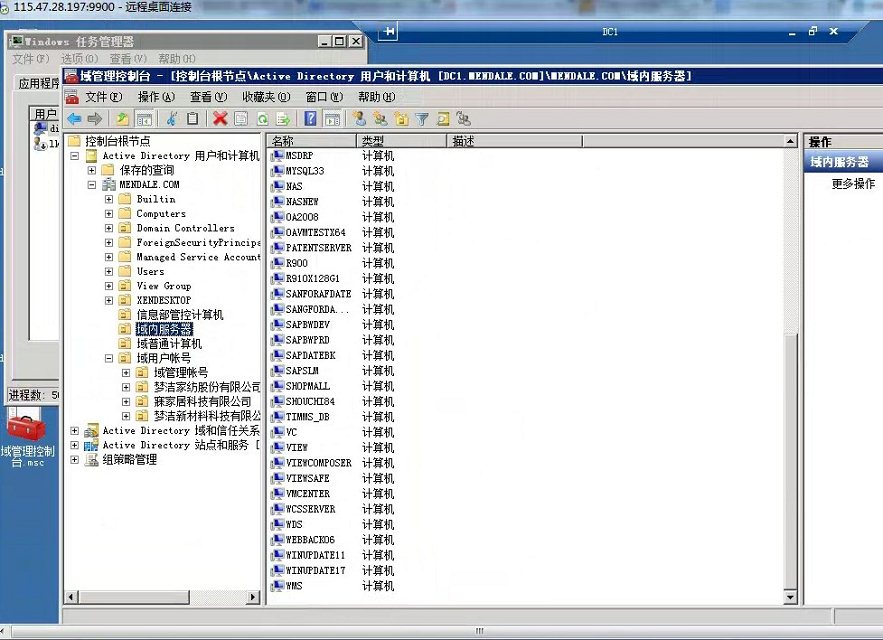 115.47.28.197:9900 - 远程桌面连接
DC1
Windows 任务管理器
文件(F) 选项(O) 查看(V) 帮助(H)
应用程序
用户
进程数: 5
域管理控制台 - [控制台根节点\Active Directory 用户和计算机 [DC1.MENDALE.COM]\MENDALE.COM\域内服务器]
文件(F) 操作(A) 查看(V) 收藏夹(O) 窗口(W) 帮助(H)
控制台根节点
Active Directory 用户和计算机
保存的查询
MENDALE.COM
Builtin
Computers
Domain Controllers
ForeignSecurityPrincipe
Managed Service Account
Users
View Group
XENDESKTOP
信息部管控计算机
域内服务器
域普通计算机
域用户帐号
域管理帐号
梦洁家纺股份有限公司
寐家居科技有限公司
梦洁新材料科技有限公
Active Directory 域和信任关系
Active Directory 站点和服务 [
组策略管理
名称 类型 描述
MSDRP 计算机
MYSQL33 计算机
NAS 计算机
NASNEW 计算机
OA2008 计算机
OAVMTESTX64 计算机
PATENTSERVER 计算机
R900 计算机
R910X128G1 计算机
SANFORAFDATE 计算机
SANGFORDA... 计算机
SAPBWDEV 计算机
SAPBWPRD 计算机
SAPDATEBK 计算机
SAPSLM 计算机
SHOPMALL 计算机
SHOUCHI84 计算机
TIMMS_DB 计算机
VC 计算机
VIEW 计算机
VIEWCOMPOSER 计算机
VIEWSAFE 计算机
VMCENTER 计算机
WCSSERVER 计算机
WDS 计算机
WEBBACK06 计算机
WINUPDATE11 计算机
WINUPDATE17 计算机
WMS 计算机
操作
域内服务器
更多操作
域管理控制
台.msc